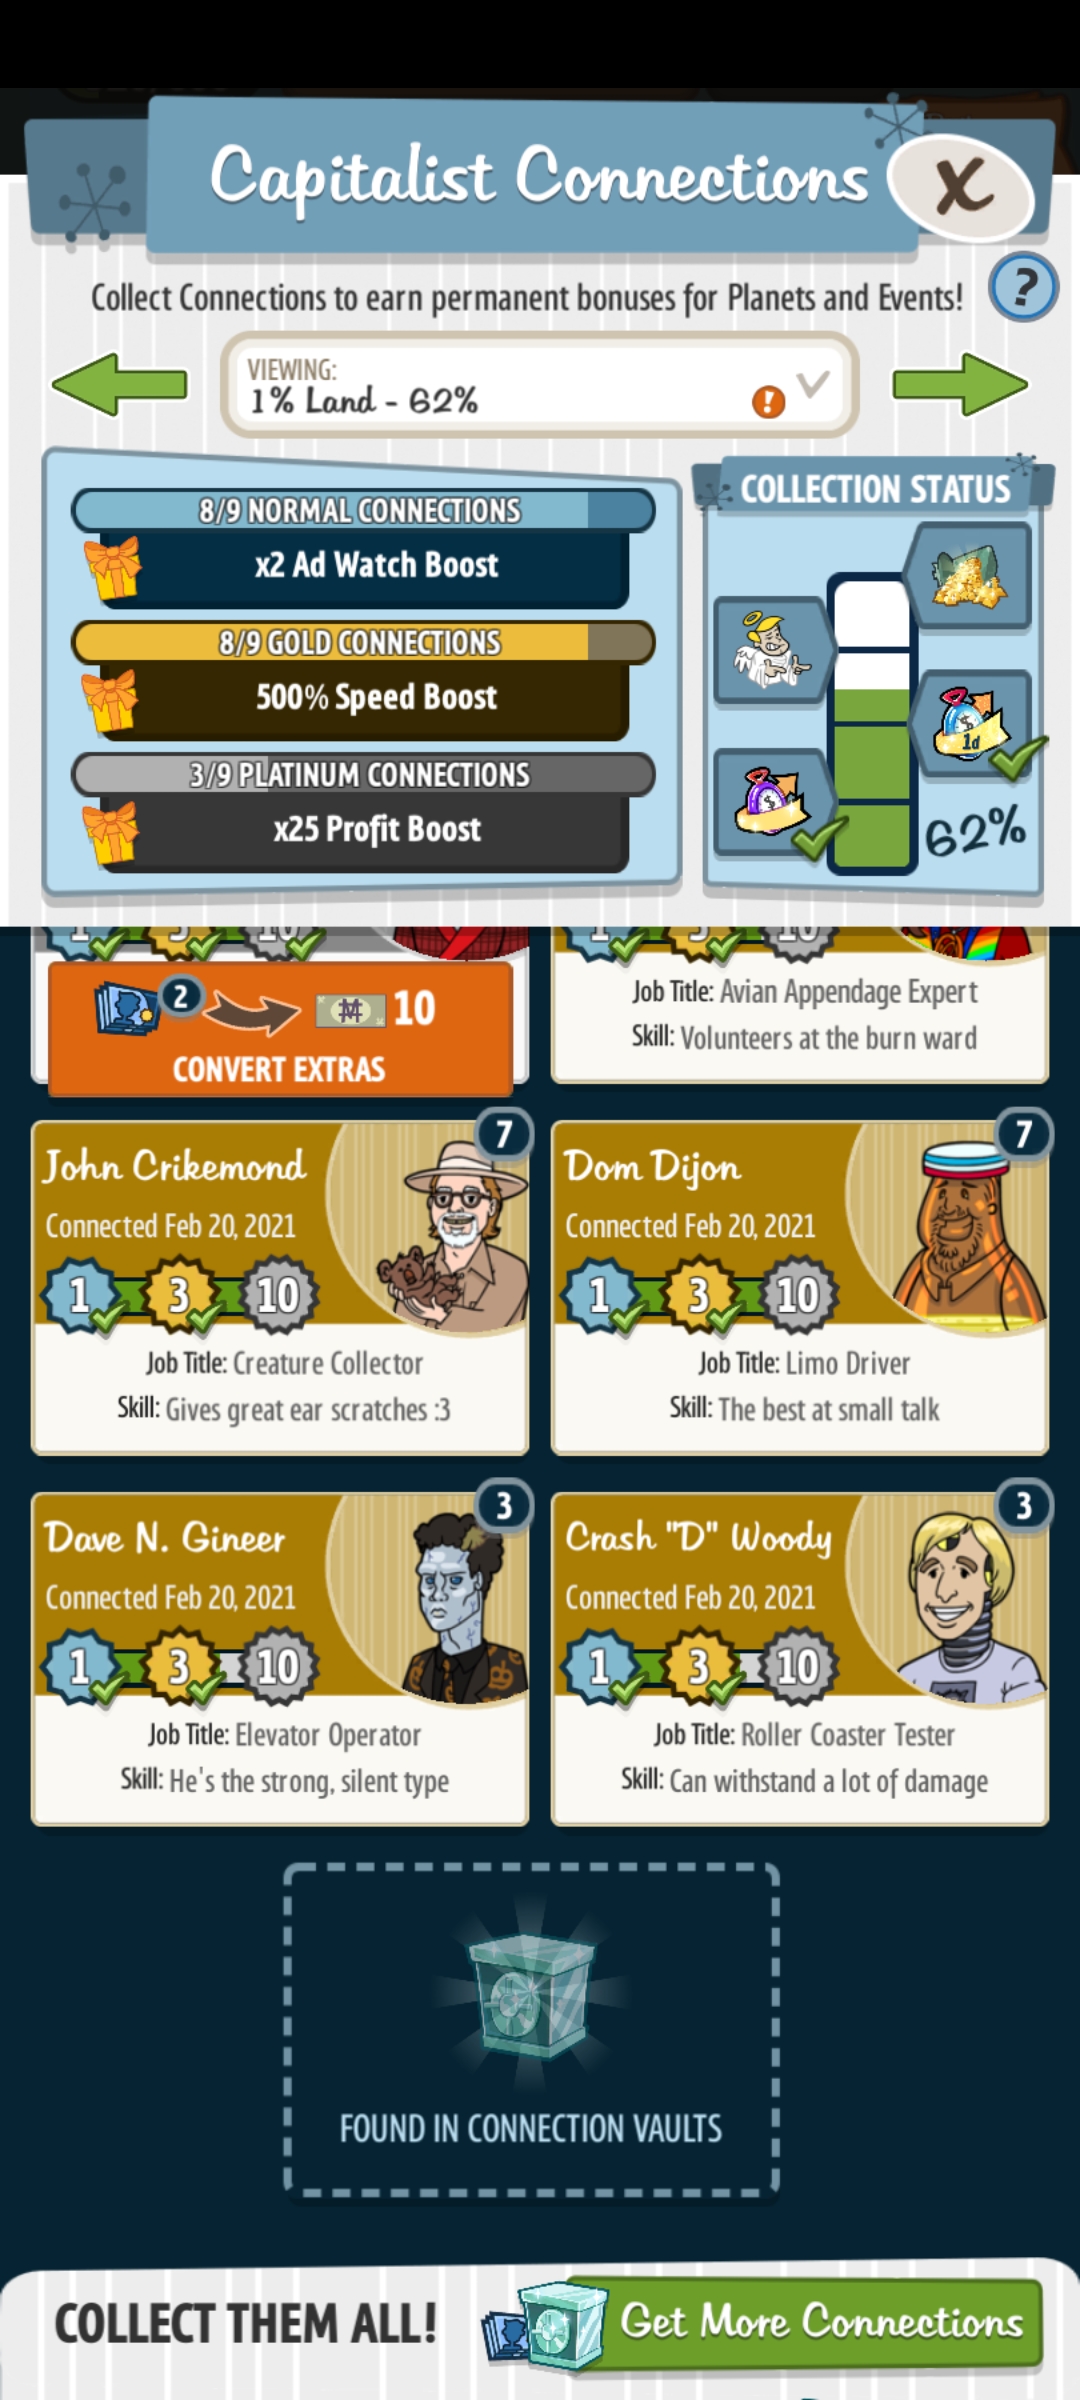 Capitalist Connections
X
Collect Connections to earn permanent bonuses for Planets and Events!
?
VIEWING:
1% Land - 62%
!
8/9 NORMAL CONNECTIONS
x2 Ad Watch Boost
8/9 GOLD CONNECTIONS
500% Speed Boost
3/9 PLATINUM CONNECTIONS
x25 Profit Boost
COLLECTION STATUS
1d
62%
1 3 10
2
10
CONVERT EXTRAS
1 3 10
Job Title: Avian Appendage Expert
Skill: Volunteers at the burn ward
7
John Crikemond
Connected Feb 20, 2021
1 3 10
Job Title: Creature Collector
Skill: Gives great ear scratches :3
7
Dom Dijon
Connected Feb 20, 2021
1 3 10
Job Title: Limo Driver
Skill: The best at small talk
3
Dave N. Gineer
Connected Feb 20, 2021
1 3 10
Job Title: Elevator Operator
Skill: He's the strong, silent type
3
Crash "D" Woody
Connected Feb 20, 2021
1 3 10
Job Title: Roller Coaster Tester
Skill: Can withstand a lot of damage
FOUND IN CONNECTION VAULTS
COLLECT THEM ALL!
Get More Connections